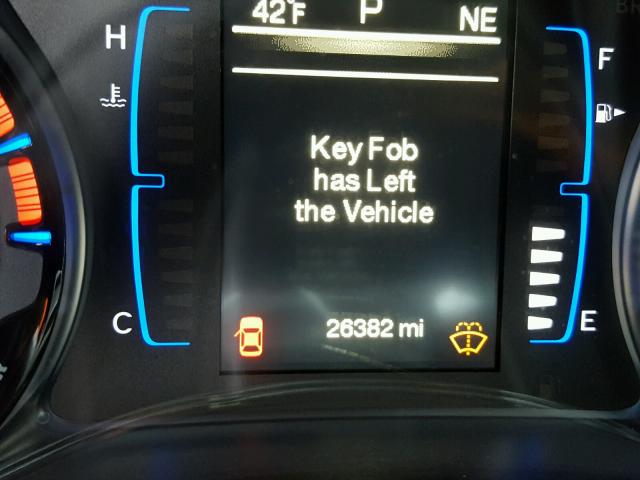 42°F P NE
H
F
Key Fob
has Left
the Vehicle
C
26382 mi
E